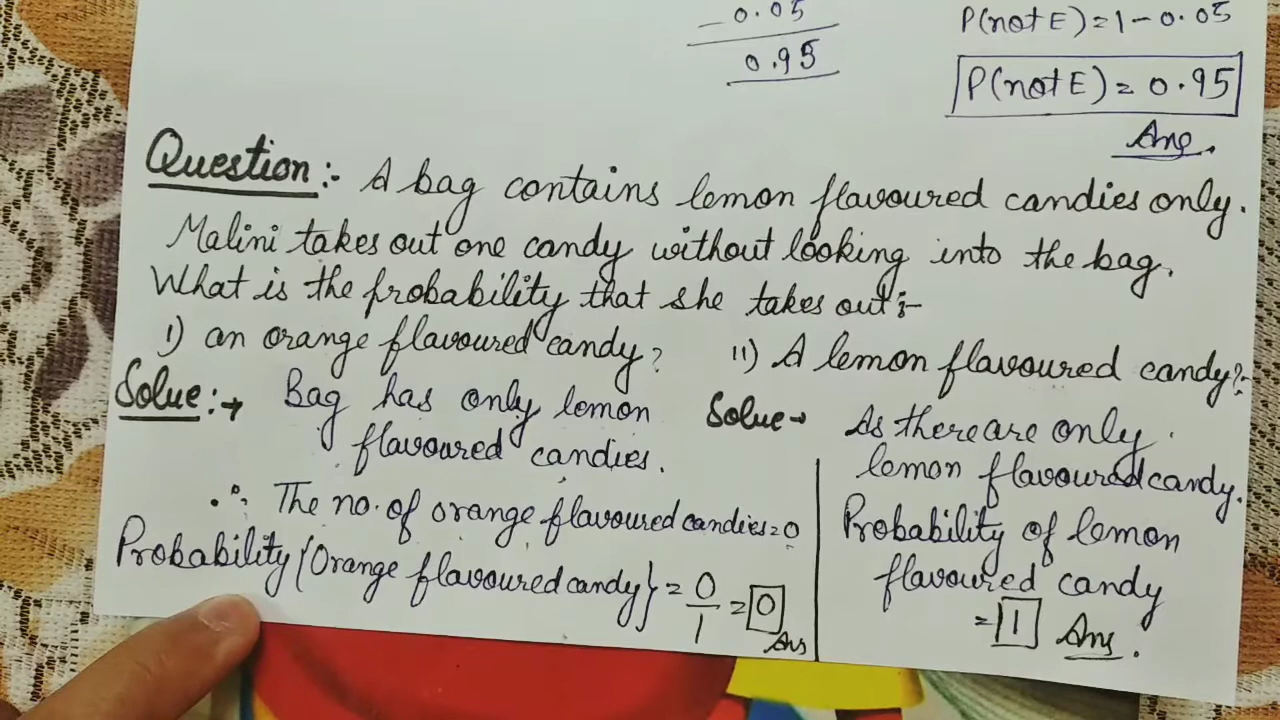 - 0.05
0.95
P(not E) = 1 - 0.05
P(not E) = 0.95
Ans.
Question:- A bag contains lemon flavoured candies only.
Malini takes out one candy without looking into the bag.
What is the probability that she takes out:-
i) an orange flavoured candy? ii) A lemon flavoured candy?:-
Solve:→ Bag has only lemon
flavoured candies.
∴ The no. of orange flavoured candies=0
Probability {Orange flavoured candy} = 0/1 = 0
Ans
Solve→ As there are only
lemon flavoured candy.
Probability of lemon
flavoured candy
= 1 Ans.